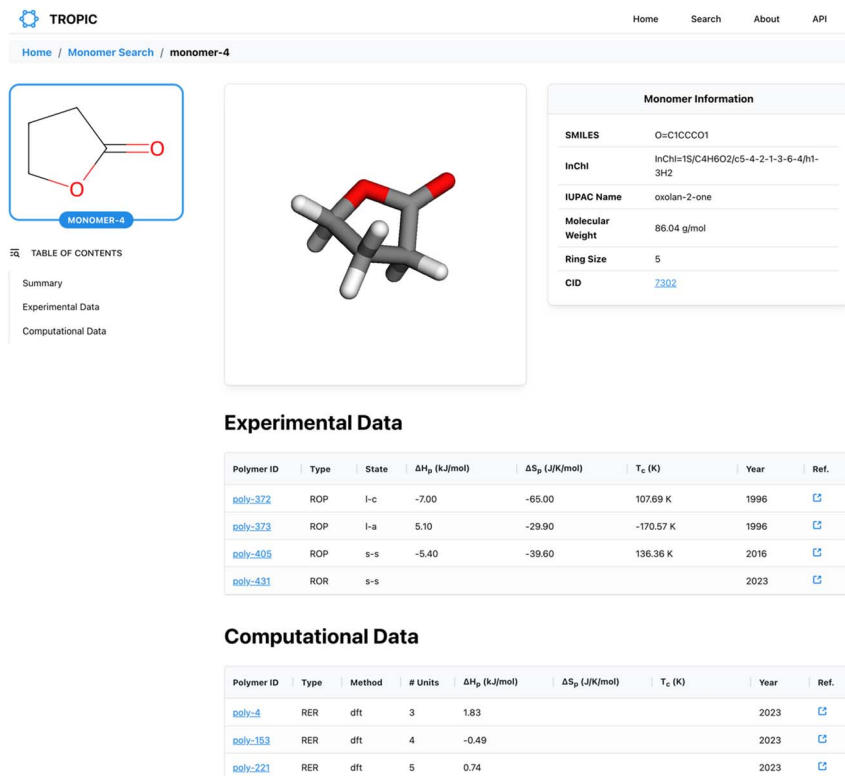 TROPIC
Home Search About API
Home / Monomer Search / monomer-4
O
O
MONOMER-4
TABLE OF CONTENTS
Summary
Experimental Data
Computational Data
Monomer Information
SMILES O=C1CCCO1
InChI InChI=1S/C4H6O2/c5-4-2-1-3-6-4/h1-
3H2
IUPAC Name oxolan-2-one
Molecular
Weight 86.04 g/mol
Ring Size 5
CID 7302
Experimental Data
Polymer ID Type State ΔHp (kJ/mol) ΔSp (J/K/mol) Tc (K) Year Ref.
poly-372 ROP l-c -7.00 -65.00 107.69 K 1996
poly-373 ROP l-a 5.10 -29.90 -170.57 K 1996
poly-405 ROP s-s -5.40 -39.60 136.36 K 2016
poly-431 ROR s-s 2023
Computational Data
Polymer ID Type Method # Units ΔHp (kJ/mol) ΔSp (J/K/mol) Tc (K) Year Ref.
poly-4 RER dft 3 1.83 2023
poly-153 RER dft 4 -0.49 2023
poly-221 RER dft 5 0.74 2023